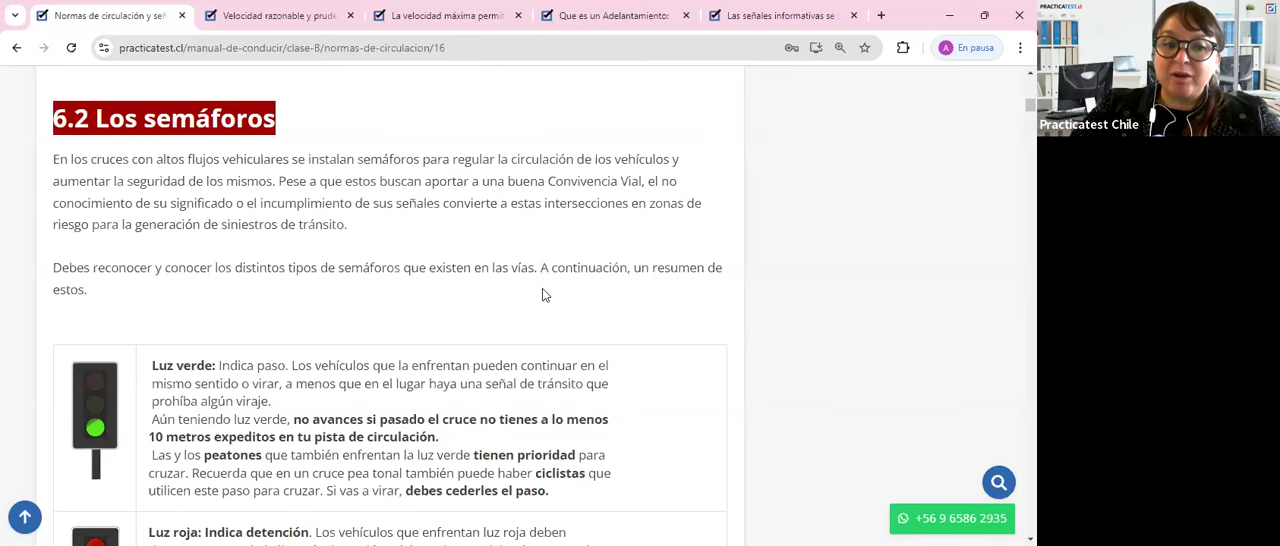 Normas de circulación y seña
Velocidad razonable y prude
La velocidad máxima permit
Que es un Adelantamiento:
Las señales informativas se
practicatest.cl/manual-de-conducir/clase-B/normas-de-circulacion/16
A En pausa
PRACTICATEST.cl
Practicatest Chile
6.2 Los semáforos
En los cruces con altos flujos vehiculares se instalan semáforos para regular la circulación de los vehículos y
aumentar la seguridad de los mismos. Pese a que estos buscan aportar a una buena Convivencia Vial, el no
conocimiento de su significado o el incumplimiento de sus señales convierte a estas intersecciones en zonas de
riesgo para la generación de siniestros de tránsito.
Debes reconocer y conocer los distintos tipos de semáforos que existen en las vías. A continuación, un resumen de
estos.
Luz verde: Indica paso. Los vehículos que la enfrentan pueden continuar en el
mismo sentido o virar, a menos que en el lugar haya una señal de tránsito que
prohíba algún viraje.
Aún teniendo luz verde, no avances si pasado el cruce no tienes a lo menos
10 metros expeditos en tu pista de circulación.
Las y los peatones que también enfrentan la luz verde tienen prioridad para
cruzar. Recuerda que en un cruce pea tonal también puede haber ciclistas que
utilicen este paso para cruzar. Si vas a virar, debes cederles el paso.
Luz roja: Indica detención. Los vehículos que enfrentan luz roja deben
+56 9 6586 2935